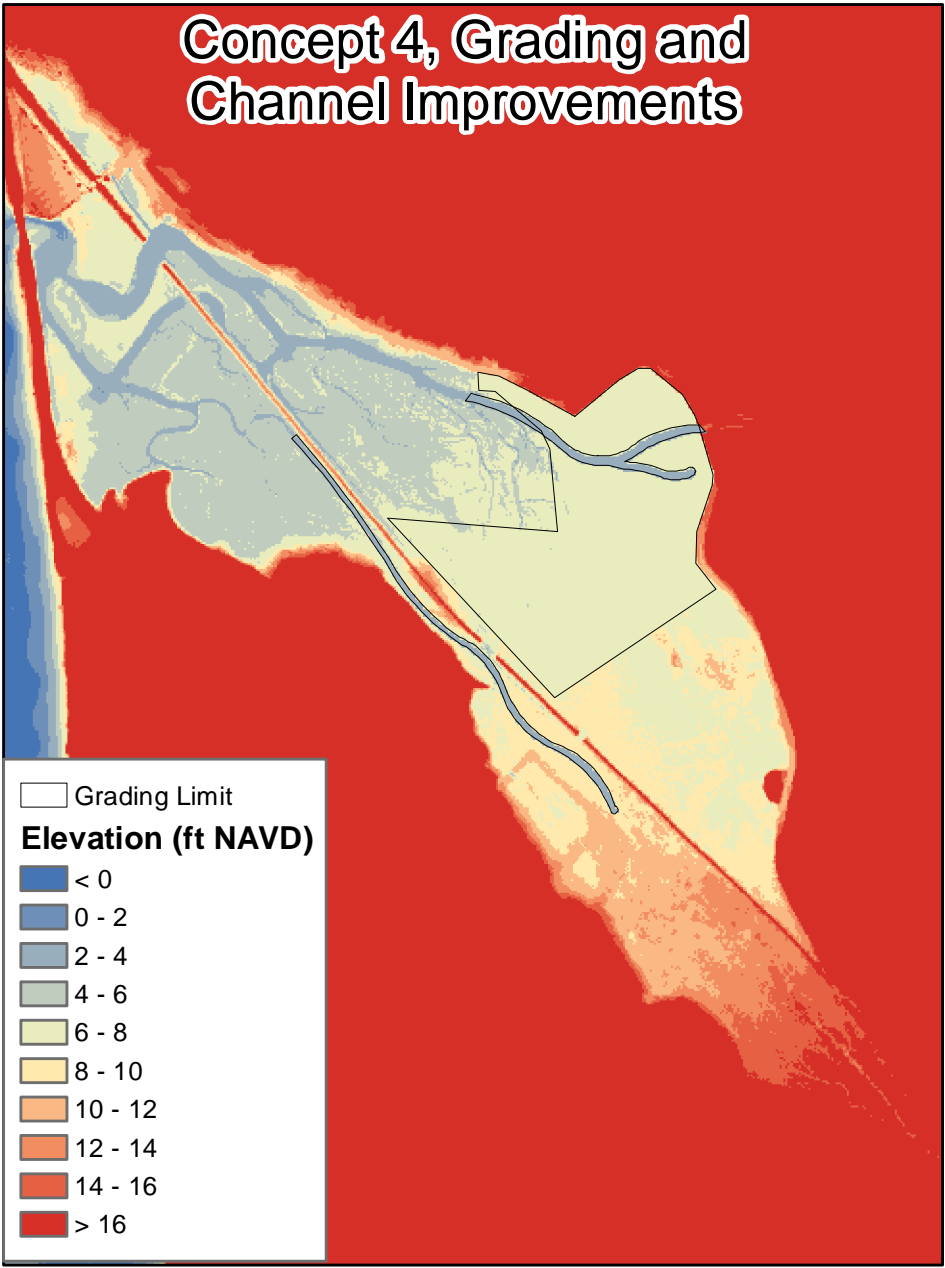 Concept 4, Grading and
Channel Improvements
Grading Limit
Elevation (ft NAVD)
< 0
0 - 2
2 - 4
4 - 6
6 - 8
8 - 10
10 - 12
12 - 14
14 - 16
> 16